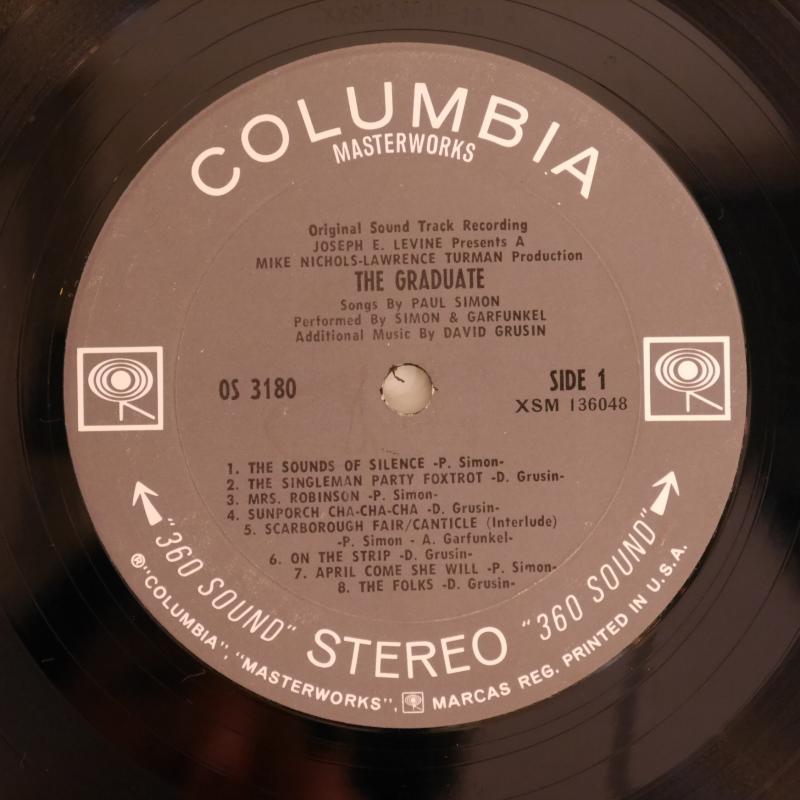 COLUMBIA
MASTERWORKS
Original Sound Track Recording
JOSEPH E. LEVINE Presents A
MIKE NICHOLS-LAWRENCE TURMAN Production
THE GRADUATE
Songs By PAUL SIMON
Performed By SIMON & GARFUNKEL
Additional Music By DAVID GRUSIN
OS 3180
SIDE 1
XSM 136048
1. THE SOUNDS OF SILENCE -P. Simon-
2. THE SINGLEMAN PARTY FOXTROT -D. Grusin-
3. MRS. ROBINSON -P. Simon-
4. SUNPORCH CHA-CHA-CHA -D. Grusin-
5. SCARBOROUGH FAIR/CANTICLE (Interlude)
-P. Simon - A. Garfunkel-
6. ON THE STRIP -D. Grusin-
7. APRIL COME SHE WILL -P. Simon-
8. THE FOLKS -D. Grusin-
"360 SOUND" STEREO "360 SOUND"
® "COLUMBIA", "MASTERWORKS", MARCAS REG. PRINTED IN U.S.A.